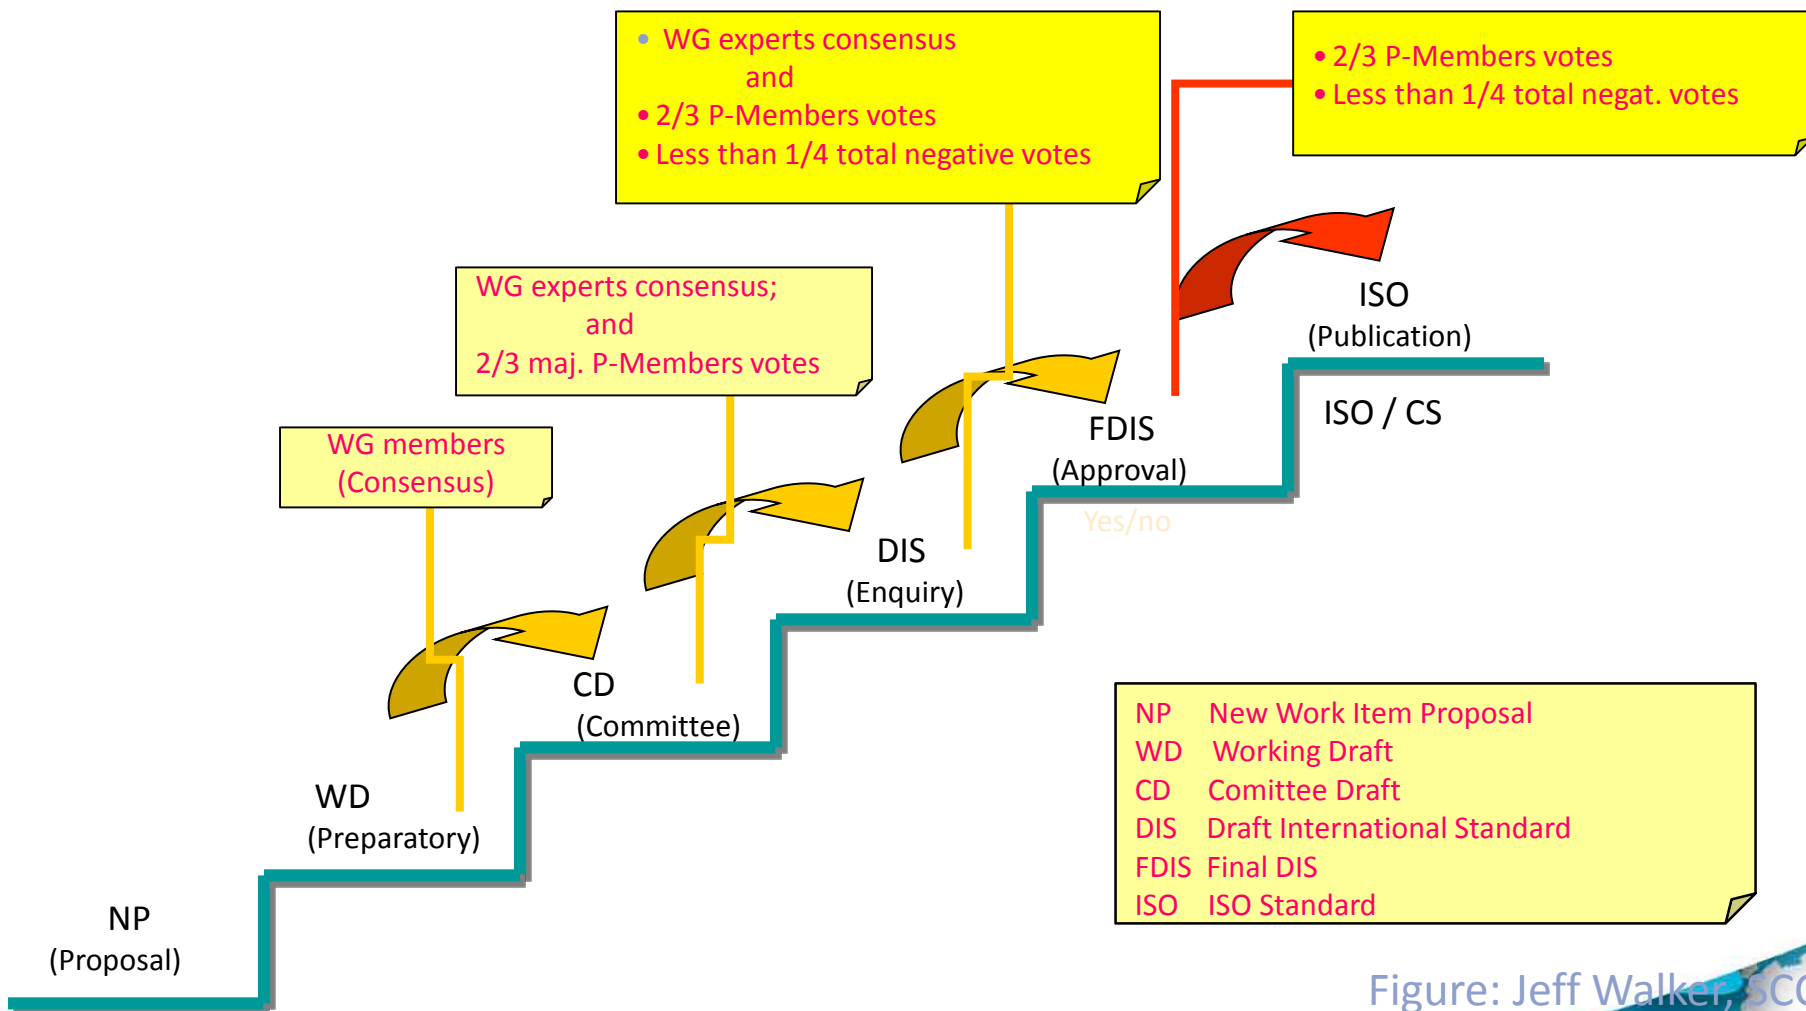 • WG experts consensus
and
• 2/3 P-Members votes
• Less than 1/4 total negative votes
• 2/3 P-Members votes
• Less than 1/4 total negat. votes
WG experts consensus;
and
2/3 maj. P-Members votes
WG members
(Consensus)
ISO
(Publication)
ISO / CS
FDIS
(Approval)
Yes/no
DIS
(Enquiry)
CD
(Committee)
WD
(Preparatory)
NP
(Proposal)
NP New Work Item Proposal
WD Working Draft
CD Comittee Draft
DIS Draft International Standard
FDIS Final DIS
ISO ISO Standard
Figure: Jeff Walker, SCC